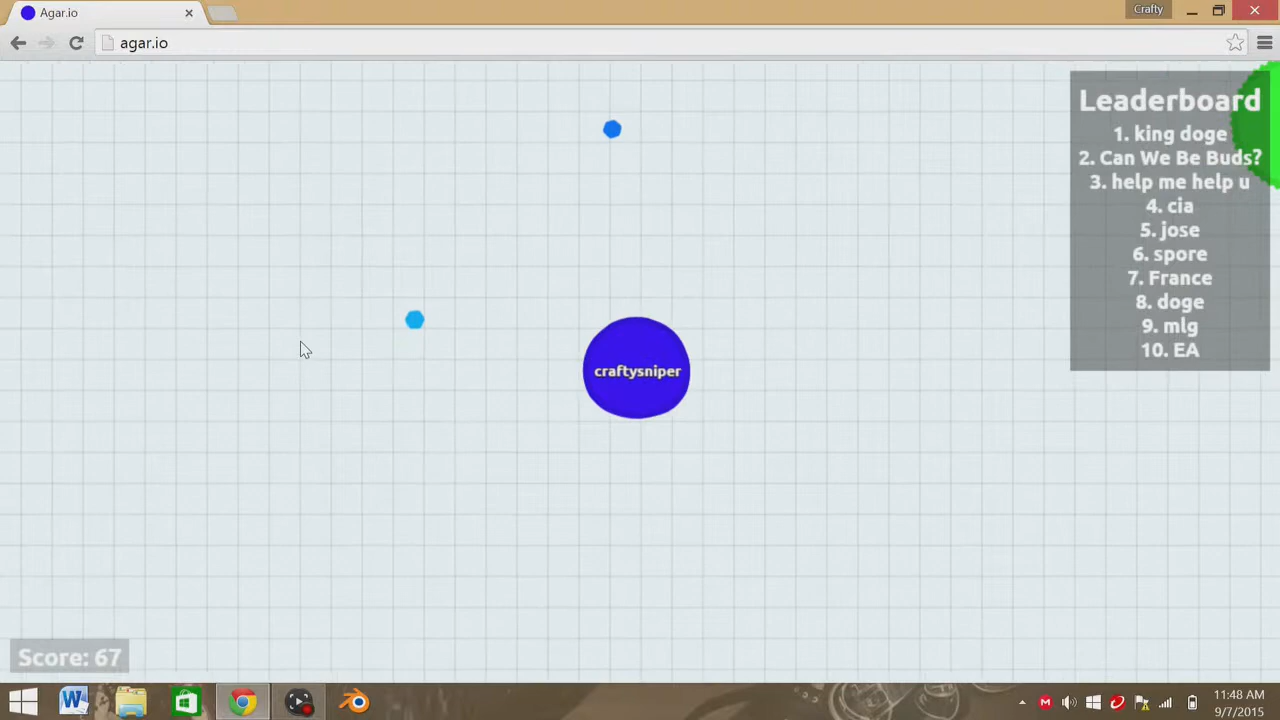 Agar.io
Crafty
agar.io
Leaderboard
1. king doge
2. Can We Be Buds?
3. help me help u
4. cia
5. jose
6. spore
7. France
8. doge
9. mlg
10. EA
craftysniper
Score: 67
11:48 AM
9/7/2015